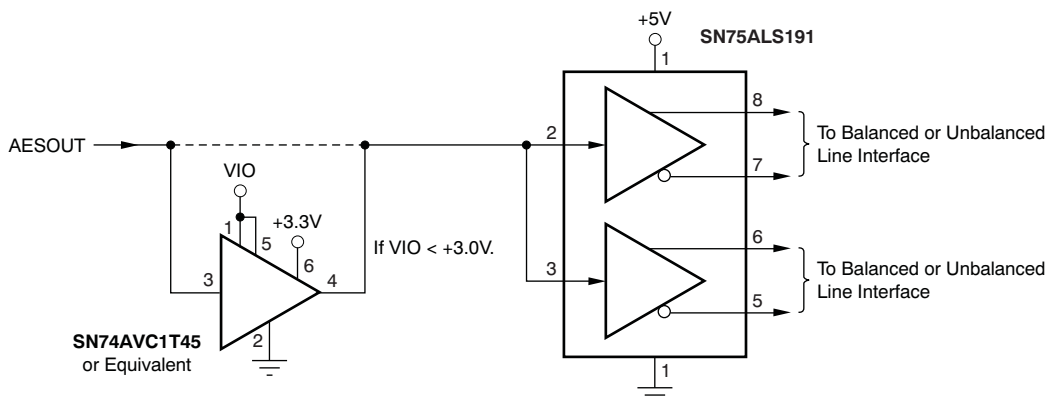 +5V
SN75ALS191
1
8
AESOUT
2
To Balanced or Unbalanced
Line Interface
7
VIO
+3.3V
1
5
6
If VIO < +3.0V.
3
4
6
3
To Balanced or Unbalanced
Line Interface
5
SN74AVC1T45
or Equivalent
2
1